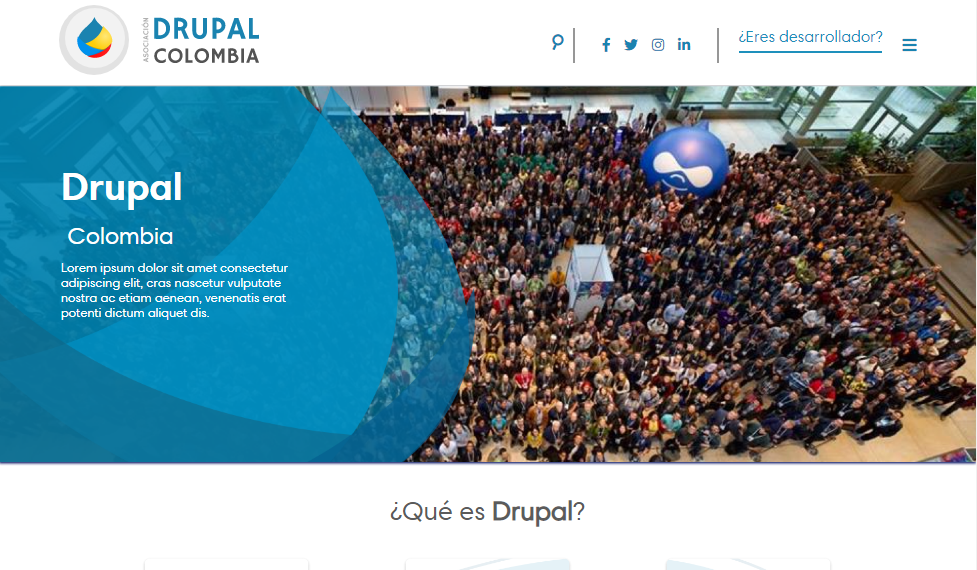 ASOCIACIÓN
DRUPAL
COLOMBIA
¿Eres desarrollador?
Drupal
Colombia
Lorem ipsum dolor sit amet consectetur
adipiscing elit, cras nascetur vulputate
nostra ac etiam aenean, venenatis erat
potenti dictum aliquet dis.
¿Qué es Drupal?